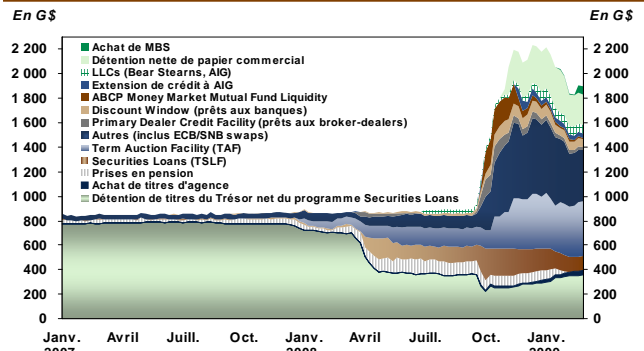 En G$
En G$
2 200
2 000
1 800
1 600
1 400
1 200
1 000
800
600
400
200
0
Achat de MBS
Détention nette de papier commercial
LLCs (Bear Stearns, AIG)
Extension de crédit à AIG
ABCP Money Market Mutual Fund Liquidity
Discount Window (prêts aux banques)
Primary Dealer Credit Facility (prêts aux broker-dealers)
Autres (inclus ECB/SNB swaps)
Term Auction Facility (TAF)
Securities Loans (TSLF)
Prises en pension
Achat de titres d'agence
Détention de titres du Trésor net du programme Securities Loans
2 200
2 000
1 800
1 600
1 400
1 200
1 000
800
600
400
200
0
Janv. Avril Juill. Oct. Janv. Avril Juill. Oct. Janv.
2007 2008 2009